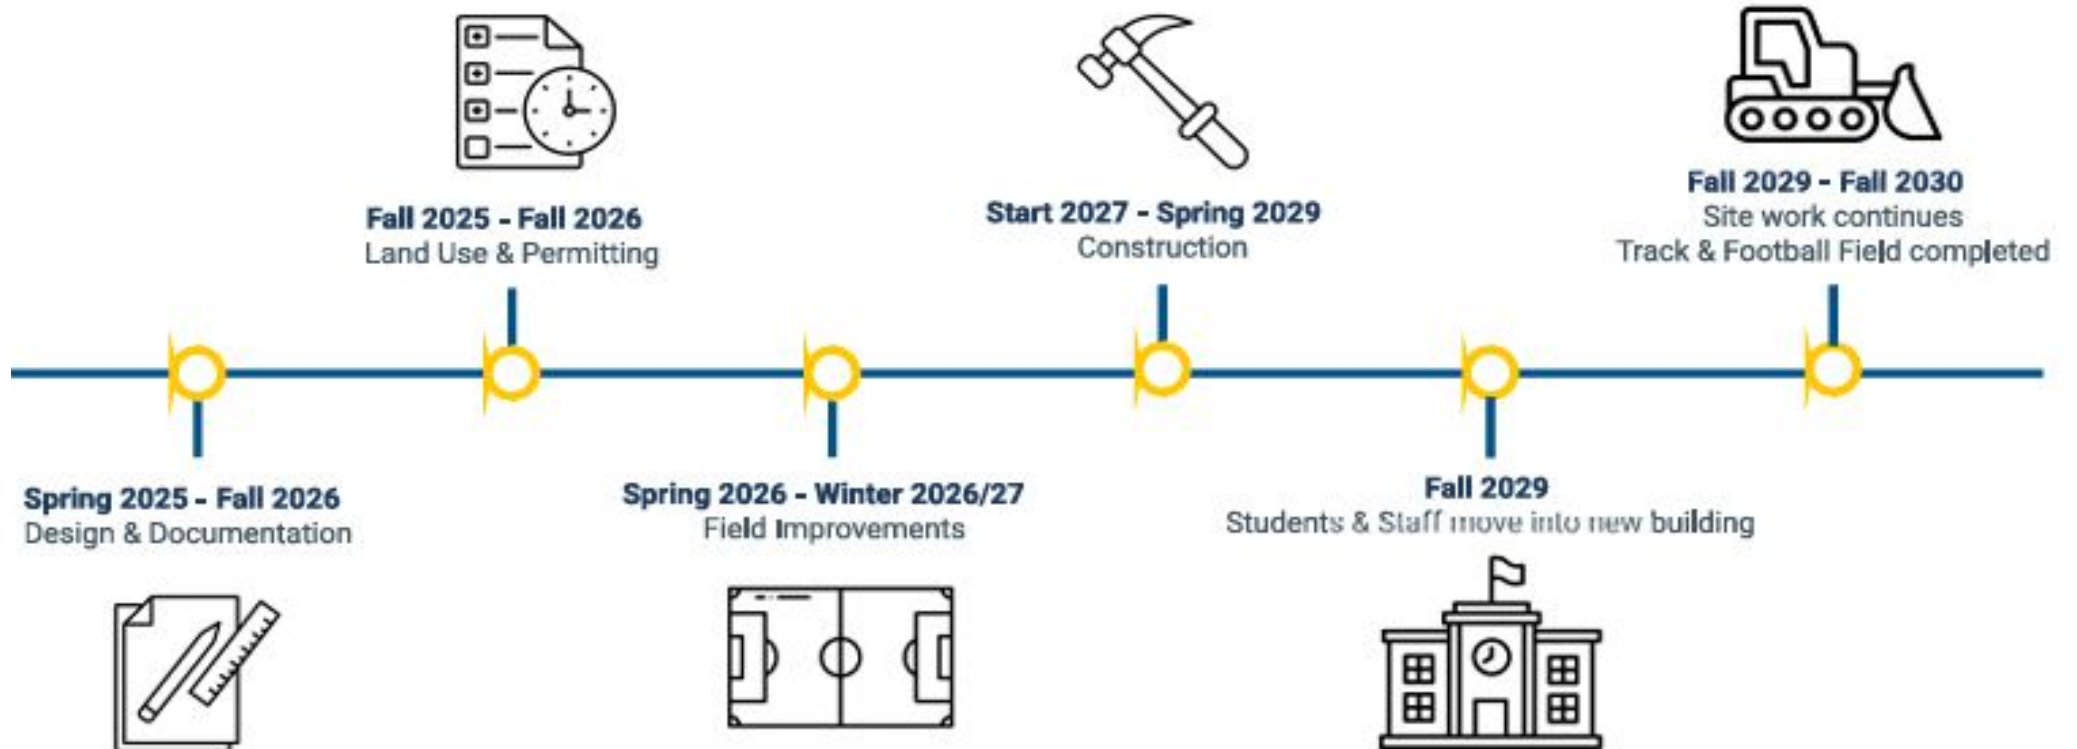 Fall 2025 - Fall 2026
Land Use & Permitting
Start 2027 - Spring 2029
Construction
Fall 2029 - Fall 2030
Site work continues
Track & Football Field completed
Spring 2025 - Fall 2026
Design & Documentation
Spring 2026 - Winter 2026/27
Field Improvements
Fall 2029
Students & Staff move into new building